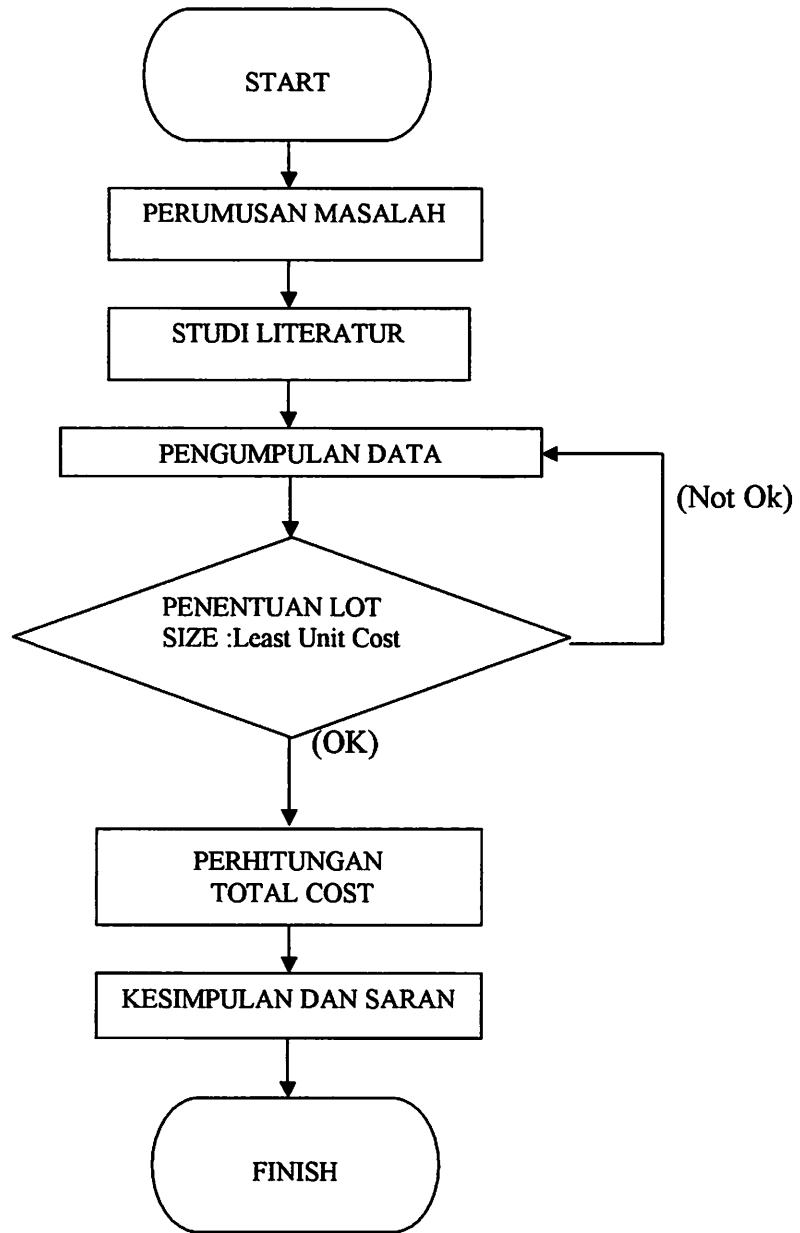 START
PERUMUSAN MASALAH
STUDI LITERATUR
PENGUMPULAN DATA
(Not Ok)
PENENTUAN LOT
SIZE :Least Unit Cost
(OK)
PERHITUNGAN
TOTAL COST
KESIMPULAN DAN SARAN
FINISH